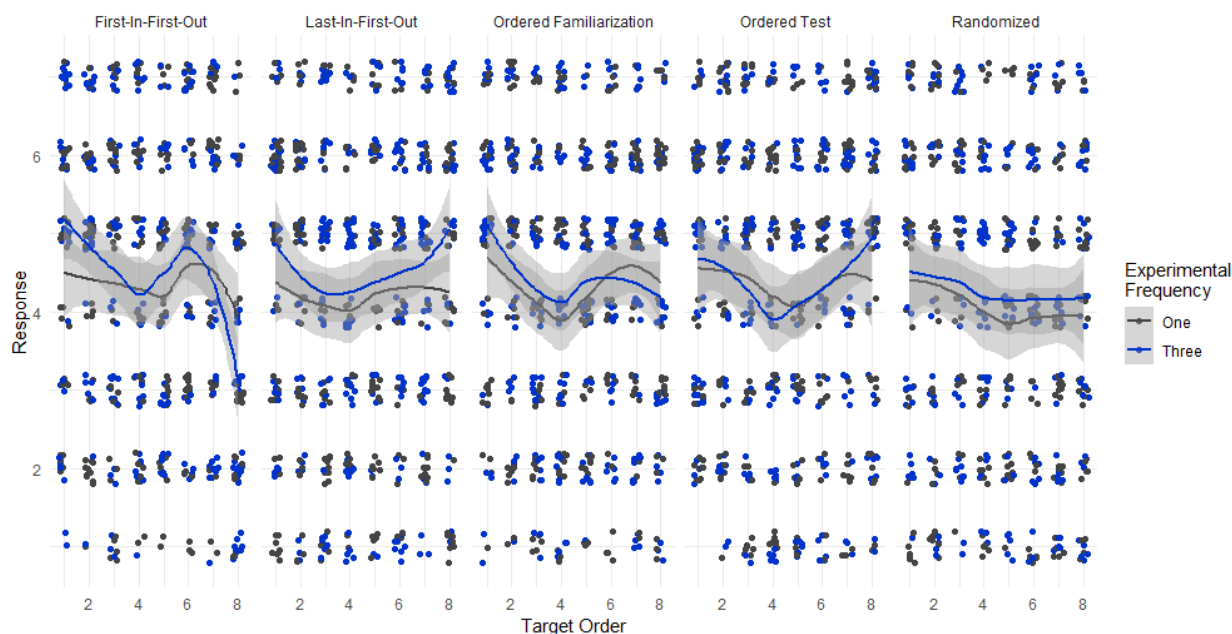 First-In-First-Out
Last-In-First-Out
Ordered Familiarization
Ordered Test
Randomized
6
4
2
Response
2 4 6 8
2 4 6 8
2 4 6 8
2 4 6 8
2 4 6 8
Target Order
Experimental
Frequency
One
Three